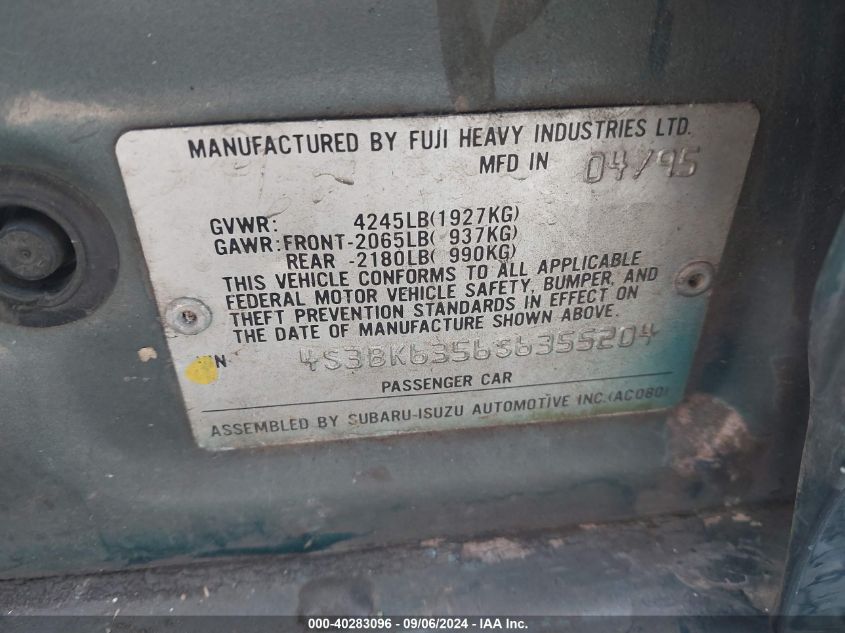 MANUFACTURED BY FUJI HEAVY INDUSTRIES LTD.
MFD IN 04/95
GVWR: 4245LB(1927KG)
GAWR:FRONT-2065LB( 937KG)
REAR -2180LB( 990KG)
THIS VEHICLE CONFORMS TO ALL APPLICABLE
FEDERAL MOTOR VEHICLE SAFETY, BUMPER, AND
THEFT PREVENTION STANDARDS IN EFFECT ON
THE DATE OF MANUFACTURE SHOWN ABOVE.
4S3BK6356S6355204
PASSENGER CAR
ASSEMBLED BY SUBARU-ISUZU AUTOMOTIVE INC.(AC080)
000-40283096 - 09/06/2024 - IAA Inc.